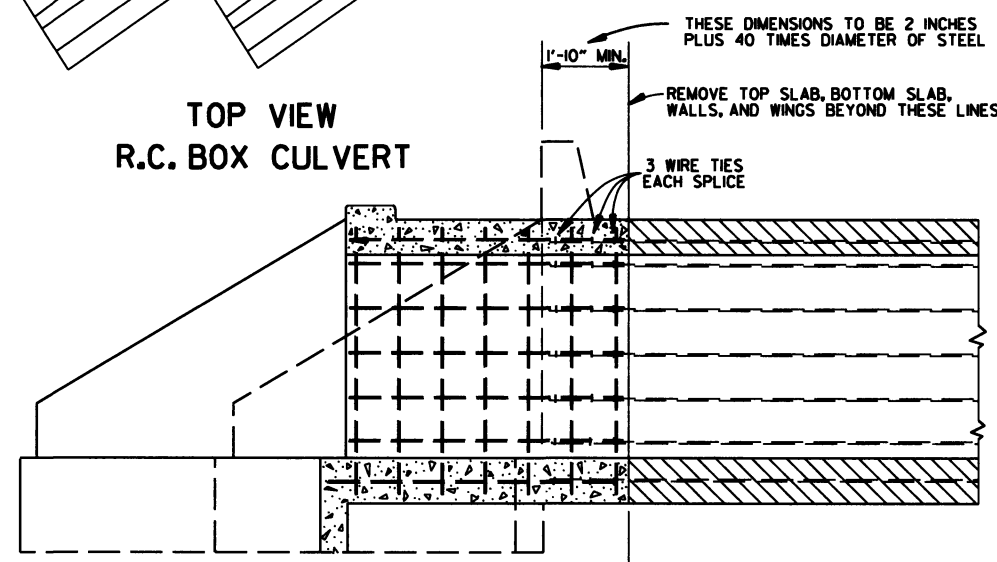 THESE DIMENSIONS TO BE 2 INCHES
PLUS 40 TIMES DIAMETER OF STEEL
1'-10" MIN.
REMOVE TOP SLAB, BOTTOM SLAB,
WALLS, AND WINGS BEYOND THESE LINES
TOP VIEW
R.C. BOX CULVERT
3 WIRE TIES
EACH SPLICE